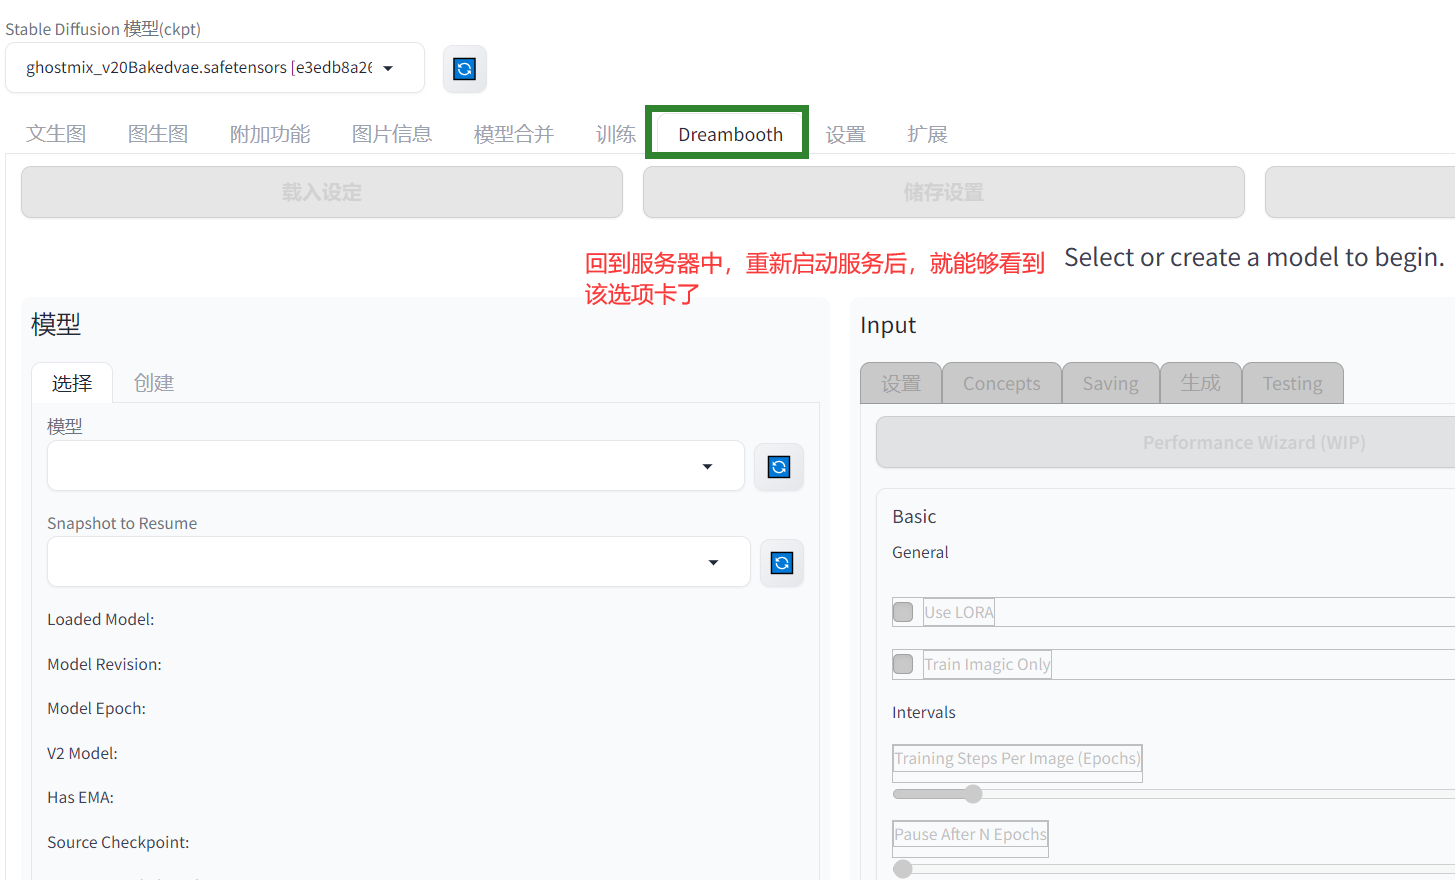 Stable Diffusion 模型(ckpt)
ghostmix_v20Bakedvae.safetensors [e3edb8a26
文生图 图生图 附加功能 图片信息 模型合并 训练 Dreambooth 设置 扩展
载入设定 储存设置
回到服务器中，重新启动服务后，就能够看到
该选项卡了
Select or create a model to begin.
模型
选择 创建
模型
Snapshot to Resume
Loaded Model:
Model Revision:
Model Epoch:
V2 Model:
Has EMA:
Source Checkpoint:
Input
设置 Concepts Saving 生成 Testing
Performance Wizard (WIP)
Basic
General
Use LORA
Train Imagic Only
Intervals
Training Steps Per Image (Epochs)
Pause After N Epochs